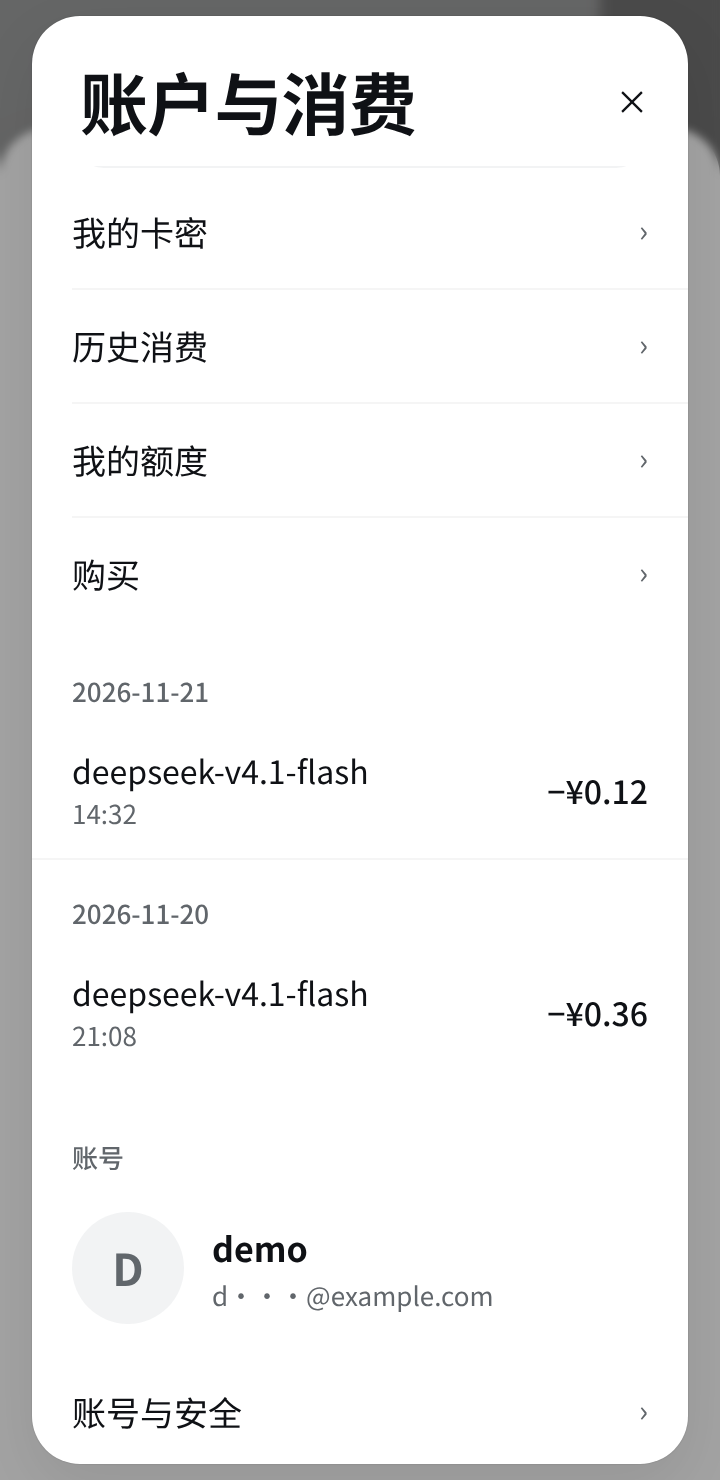 账户与消费
我的卡密
历史消费
我的额度
购买
2026-11-21
deepseek-v4.1-flash
14:32
−¥0.12
2026-11-20
deepseek-v4.1-flash
21:08
−¥0.36
账号
D
demo
d・・・@example.com
账号与安全